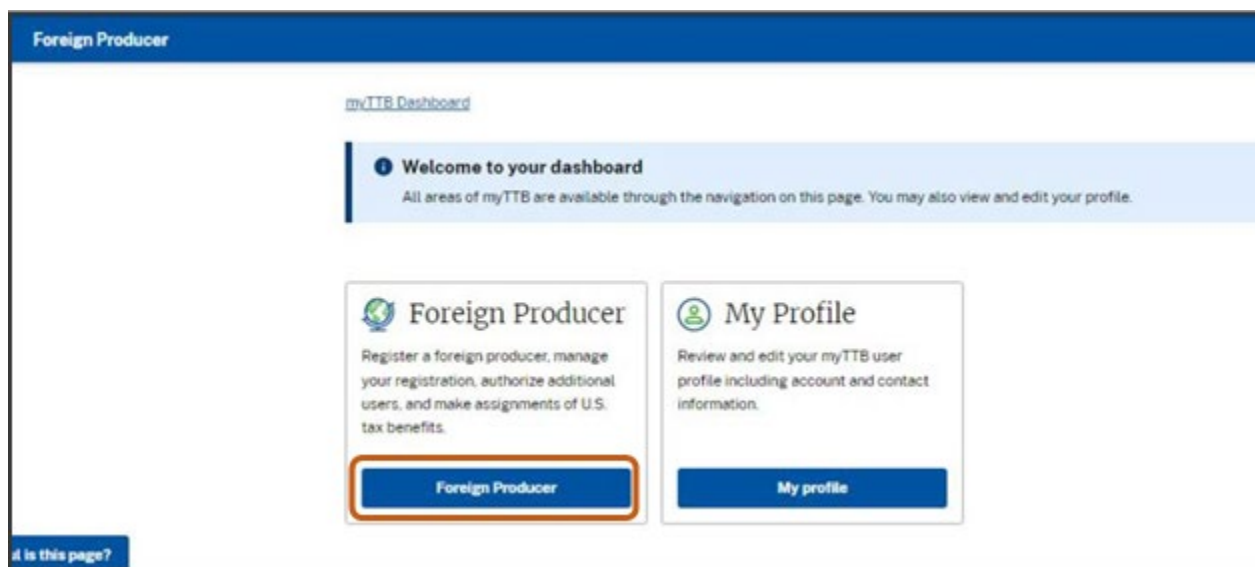 Foreign Producer
myTTB Dashboard
Welcome to your dashboard
All areas of myTTB are available through the navigation on this page. You may also view and edit your profile.
Foreign Producer
Register a foreign producer, manage
your registration, authorize additional
users, and make assignments of U.S.
tax benefits.
Foreign Producer
My Profile
Review and edit your myTTB user
profile including account and contact
information.
My profile
is this page?